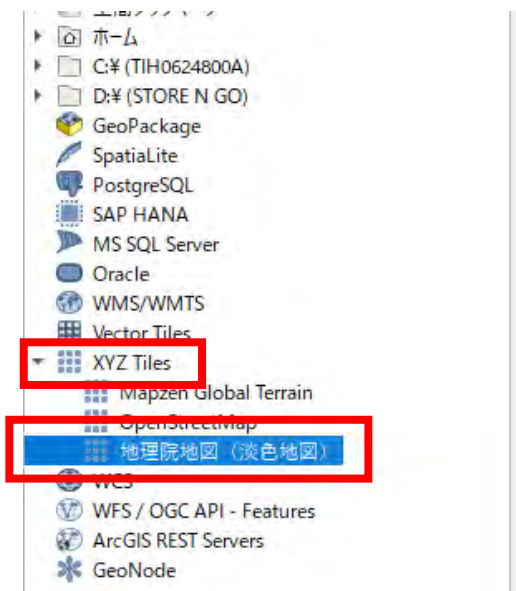 ホーム
C:¥ (TIH0624800A)
D:¥ (STORE N GO)
GeoPackage
SpatiaLite
PostgreSQL
SAP HANA
MS SQL Server
Oracle
WMS/WMTS
Vector Tiles
XYZ Tiles
Mapzen Global Terrain
OpenStreetMap
地理院地図（淡色地図）
WCS
WFS / OGC API - Features
ArcGIS REST Servers
GeoNode